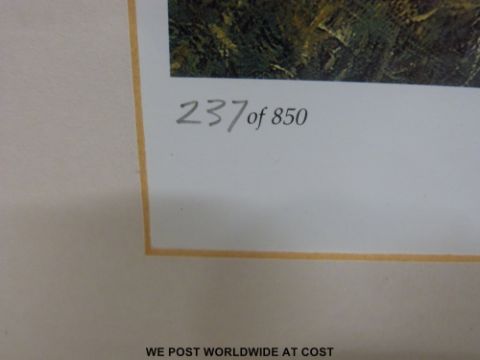 237 of 850
WE POST WORLDWIDE AT COST